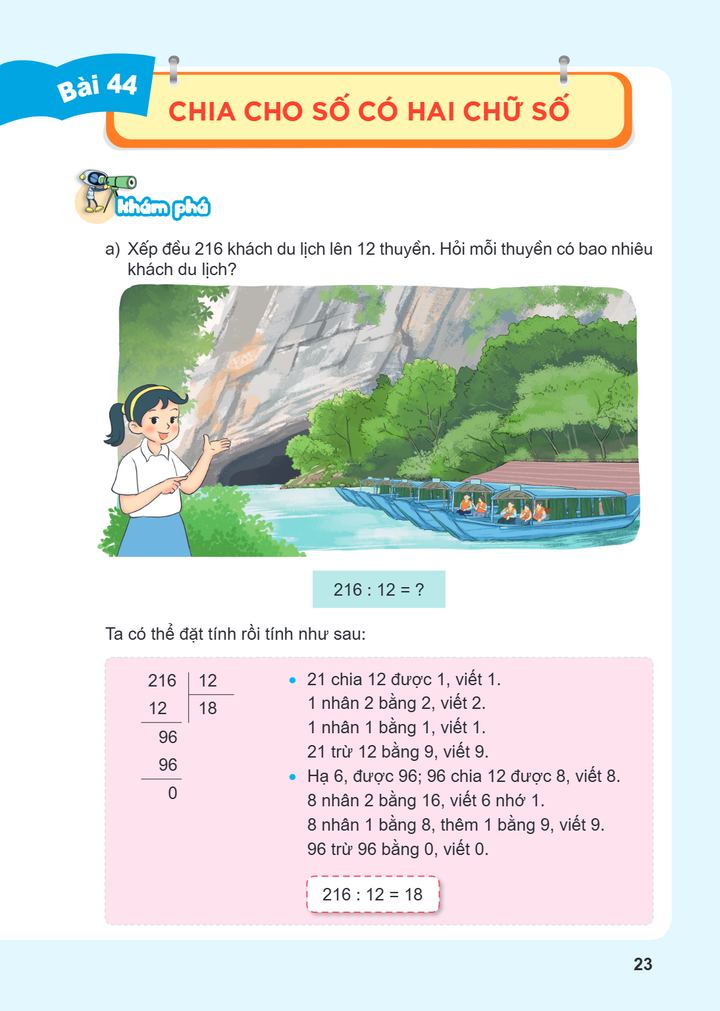 Bài 44
CHIA CHO SỐ CÓ HAI CHỮ SỐ
khám phá
a) Xếp đều 216 khách du lịch lên 12 thuyền. Hỏi mỗi thuyền có bao nhiêu
khách du lịch?
216 : 12 = ?
Ta có thể đặt tính rồi tính như sau:
216 12
12 18
96
96
0
• 21 chia 12 được 1, viết 1.
1 nhân 2 bằng 2, viết 2.
1 nhân 1 bằng 1, viết 1.
21 trừ 12 bằng 9, viết 9.
• Hạ 6, được 96; 96 chia 12 được 8, viết 8.
8 nhân 2 bằng 16, viết 6 nhớ 1.
8 nhân 1 bằng 8, thêm 1 bằng 9, viết 9.
96 trừ 96 bằng 0, viết 0.
216 : 12 = 18
23